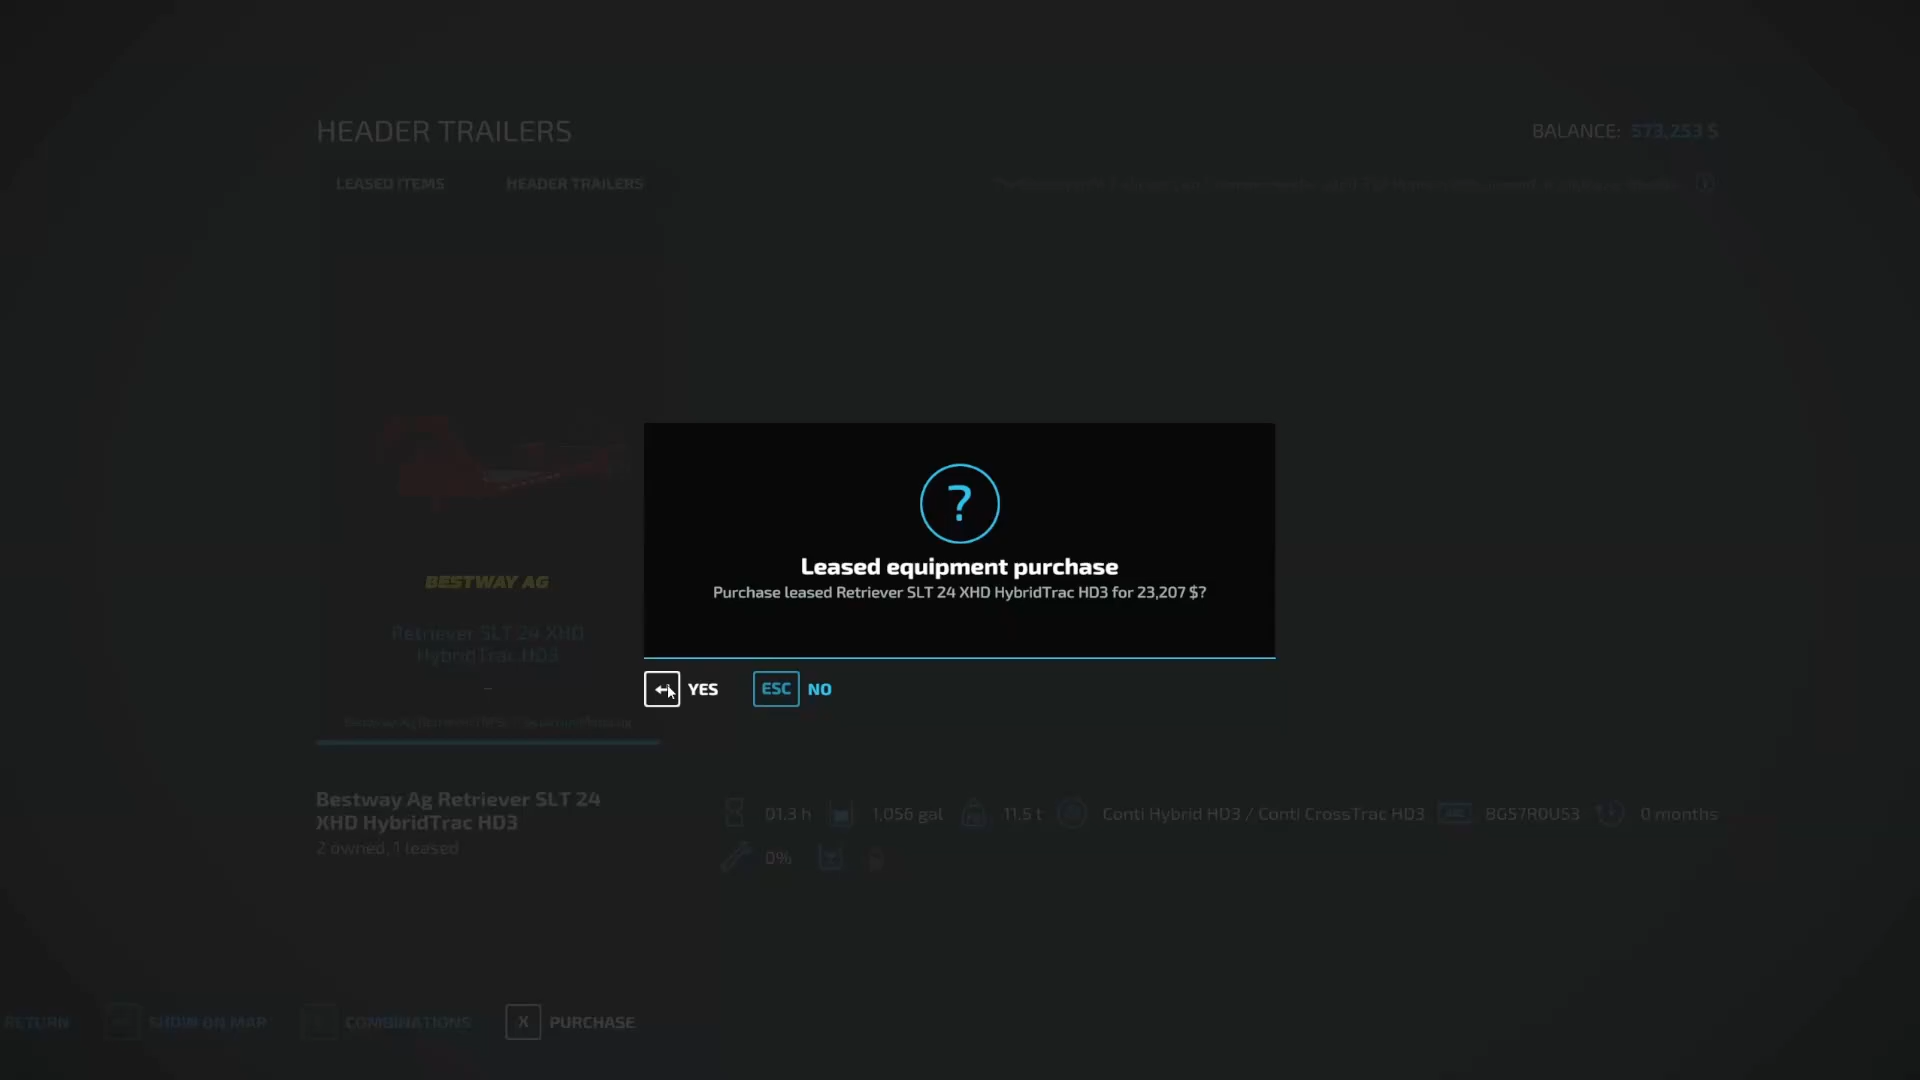 HEADER TRAILERS
BALANCE: 573,253 $
LEASED ITEMS
HEADER TRAILERS
Leased equipment purchase
Purchase leased Retriever SLT 24 XHD HybridTrac HD3 for 23,207 $?
BESTWAY AG
Retriever SLT 24 XHD
HybridTrac HD3
YES
ESC NO
Bestway Ag Retriever SLT 24
XHD HybridTrac HD3
2 owned, 1 leased
01.3 h
1,056 gal
11.5 t
Conti Hybrid HD3 / Conti CrossTrac HD3
8G57R0U53
0 months
0%
RETURN
SHOW ON MAP
COMBINATIONS
X PURCHASE